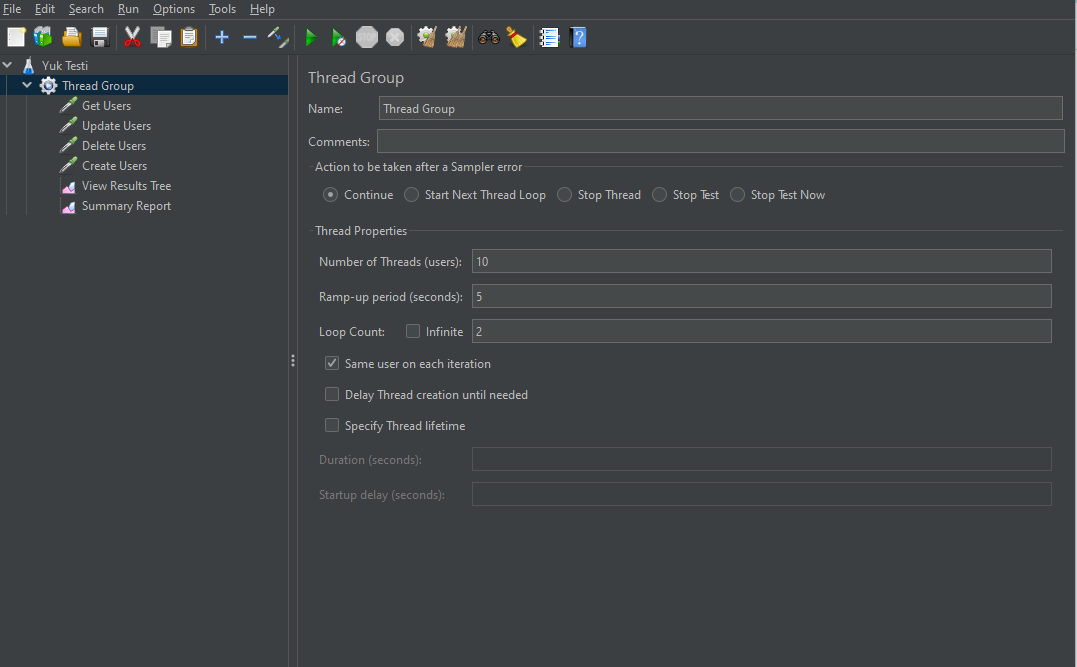 File Edit Search Run Options Tools Help
STOP
Yuk Testi
Thread Group
Get Users
Update Users
Delete Users
Create Users
View Results Tree
Summary Report
Thread Group
Name: Thread Group
Comments:
Action to be taken after a Sampler error
Continue Start Next Thread Loop Stop Thread Stop Test Stop Test Now
Thread Properties
Number of Threads (users): 10
Ramp-up period (seconds): 5
Loop Count: Infinite 2
Same user on each iteration
Delay Thread creation until needed
Specify Thread lifetime
Duration (seconds):
Startup delay (seconds):